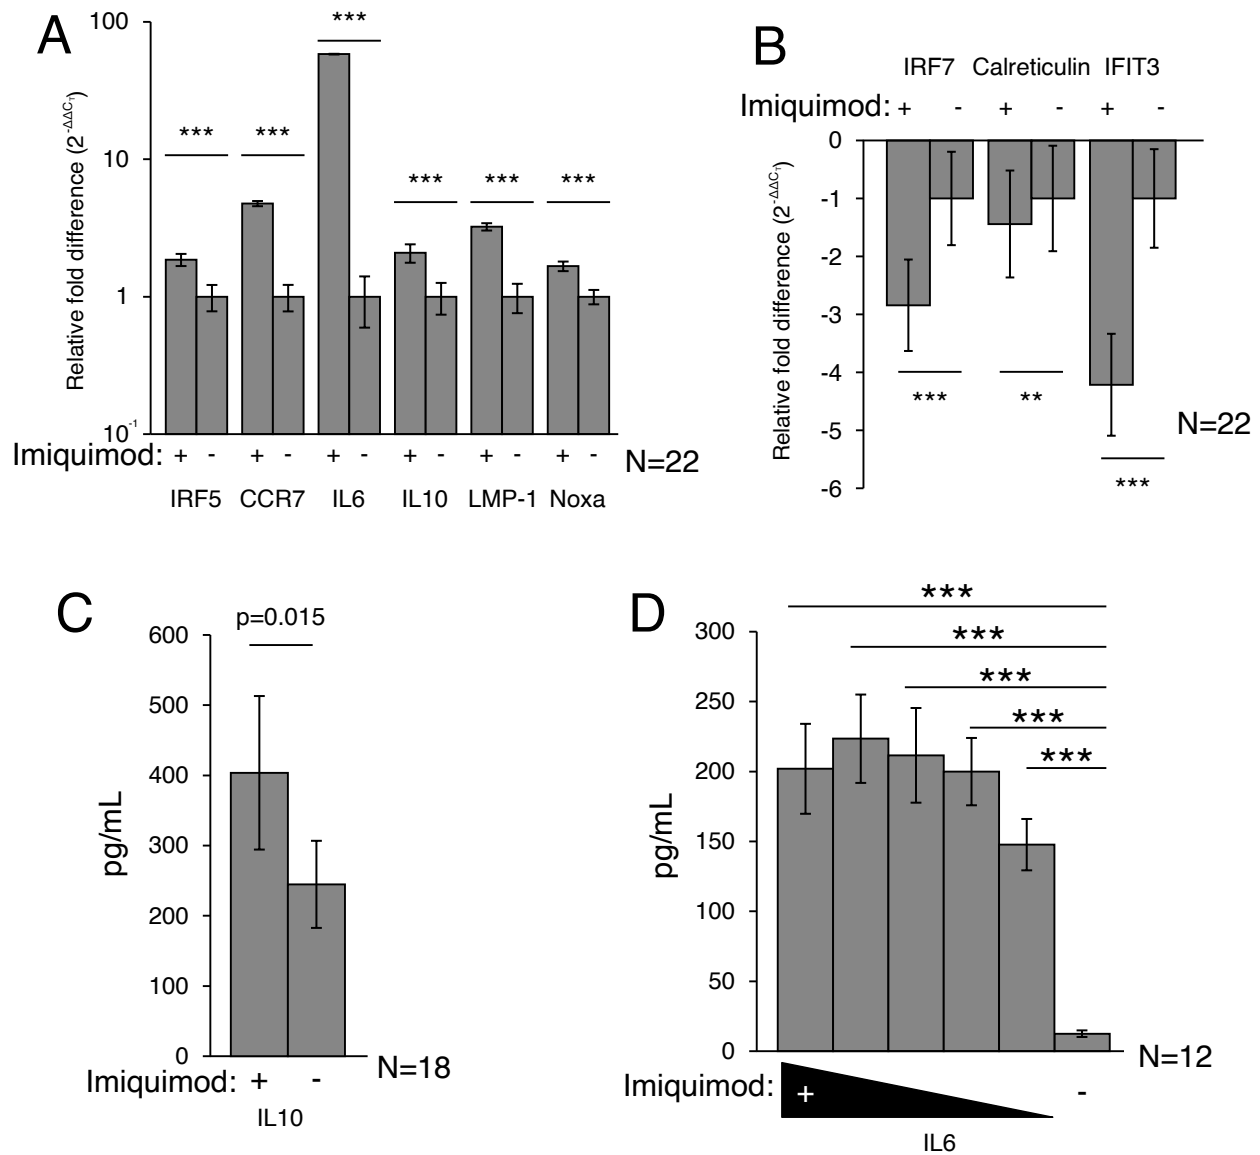 A
Relative fold difference (2^-ΔΔC_T)
100
10
1
10^-1
***
***
***
***
***
***
Imiquimod: + - + - + - + - + - + -
N=22
IRF5 CCR7 IL6 IL10 LMP-1 Noxa
B
IRF7 Calreticulin IFIT3
Imiquimod: + - + - + -
Relative fold difference (2^-ΔΔC_T)
0
-1
-2
-3
-4
-5
-6
***
**
***
N=22
C
p=0.015
pg/mL
600
500
400
300
200
100
0
Imiquimod: + -
N=18
IL10
D
***
***
***
***
***
pg/mL
300
250
200
150
100
50
0
N=12
Imiquimod: + -
IL6